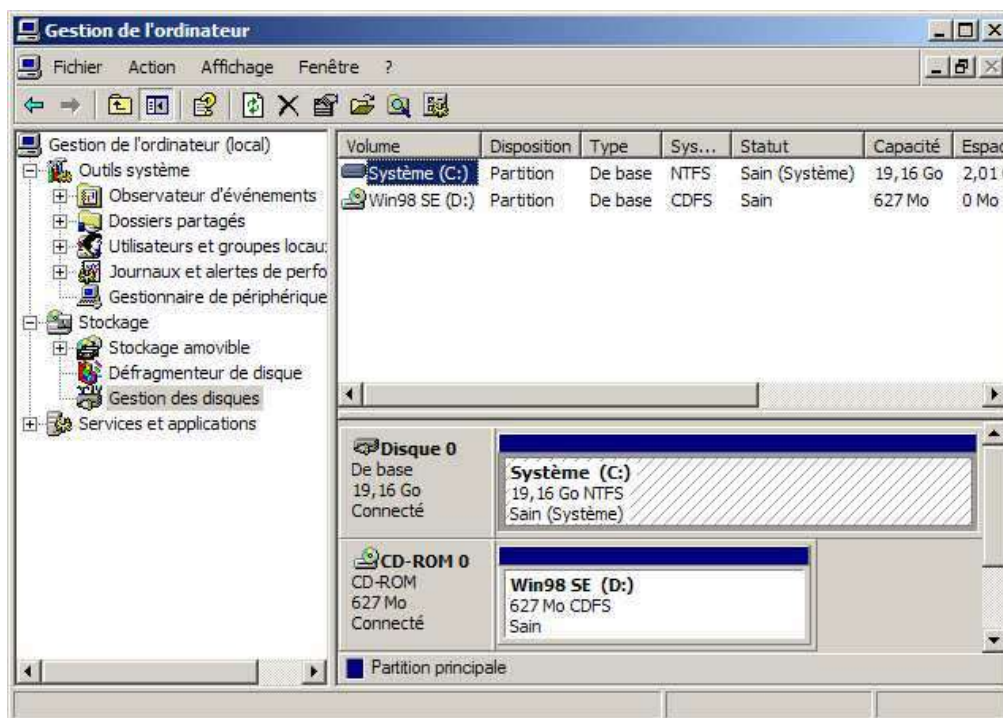 Gestion de l'ordinateur
Fichier Action Affichage Fenêtre ?
Gestion de l'ordinateur (local)
Outils système
Observateur d'événements
Dossiers partagés
Utilisateurs et groupes locau
Journaux et alertes de perfo
Gestionnaire de périphérique
Stockage
Stockage amovible
Défragmenteur de disque
Gestion des disques
Services et applications
Volume Disposition Type Sys... Statut Capacité Espac
Système (C:) Partition De base NTFS Sain (Système) 19,16 Go 2,01
Win98 SE (D:) Partition De base CDFS Sain 627 Mo 0 Mo
Disque 0
De base
19,16 Go
Connecté
Système (C:)
19,16 Go NTFS
Sain (Système)
CD-ROM 0
CD-ROM
627 Mo
Connecté
Win98 SE (D:)
627 Mo CDFS
Sain
Partition principale